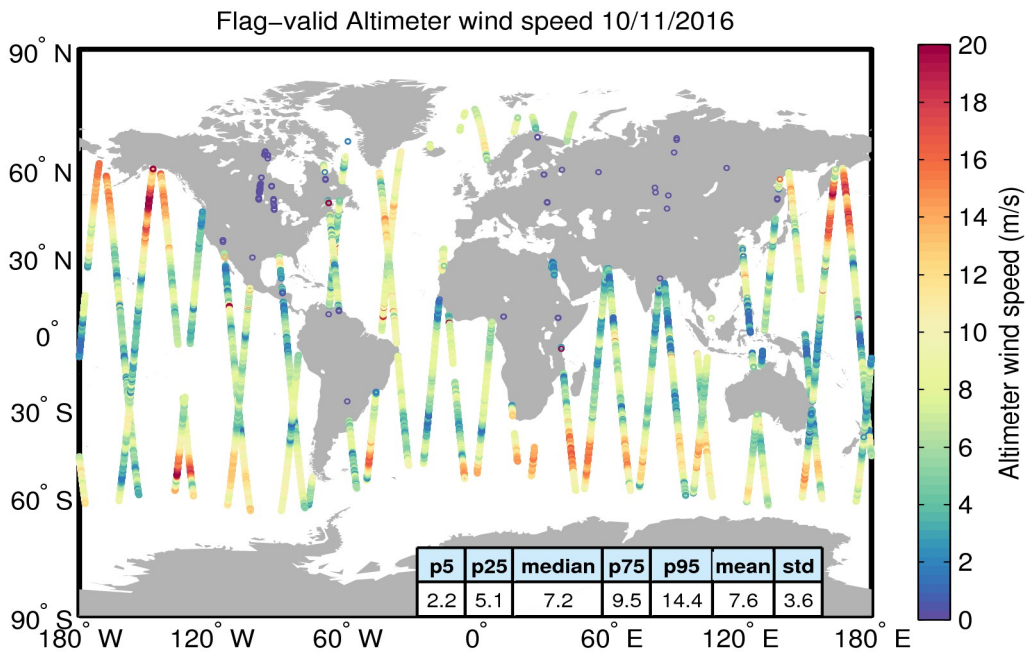 Flag−valid Altimeter wind speed 10/11/2016
90° N
60° N
30° N
0°
30° S
60° S
90° S
180° W
120° W
60° W
0°
60° E
120° E
180° E
p5 p25 median p75 p95 mean std
2.2 5.1 7.2 9.5 14.4 7.6 3.6
20
18
16
14
12
10
8
6
4
2
0
Altimeter wind speed (m/s)